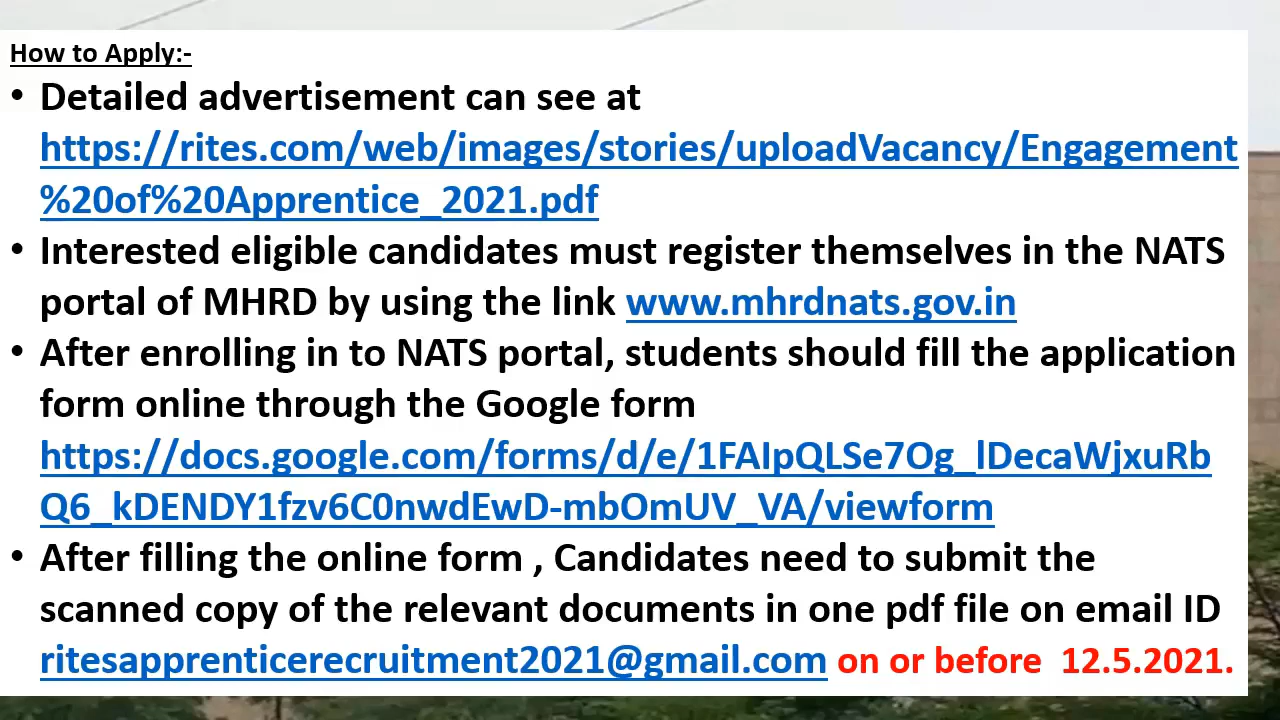 How to Apply:-
• Detailed advertisement can see at
https://rites.com/web/images/stories/uploadVacancy/Engagement
%20of%20Apprentice_2021.pdf
• Interested eligible candidates must register themselves in the NATS
portal of MHRD by using the link www.mhrdnats.gov.in
• After enrolling in to NATS portal, students should fill the application
form online through the Google form
https://docs.google.com/forms/d/e/1FAIpQLSe7Og_lDecaWjxuRb
Q6_kDENDY1fzv6C0nwdEwD-mbOmUV_VA/viewform
• After filling the online form , Candidates need to submit the
scanned copy of the relevant documents in one pdf file on email ID
ritesapprenticerecruitment2021@gmail.com on or before 12.5.2021.